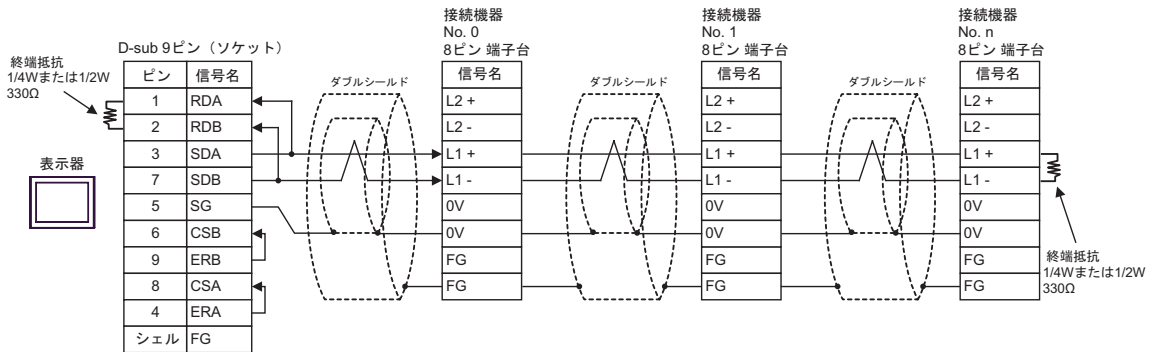 接続機器
No. 0
8ピン 端子台
接続機器
No. 1
8ピン 端子台
接続機器
No. n
8ピン 端子台
D-sub 9ピン（ソケット）
終端抵抗
1/4Wまたは1/2W
330Ω
表示器
ピン 信号名
1 RDA
2 RDB
3 SDA
7 SDB
5 SG
6 CSB
9 ERB
8 CSA
4 ERA
シェル FG
ダブルシールド
信号名
L2 +
L2 -
L1 +
L1 -
0V
0V
FG
FG
ダブルシールド
信号名
L2 +
L2 -
L1 +
L1 -
0V
0V
FG
FG
ダブルシールド
信号名
L2 +
L2 -
L1 +
L1 -
0V
0V
FG
FG
終端抵抗
1/4Wまたは1/2W
330Ω